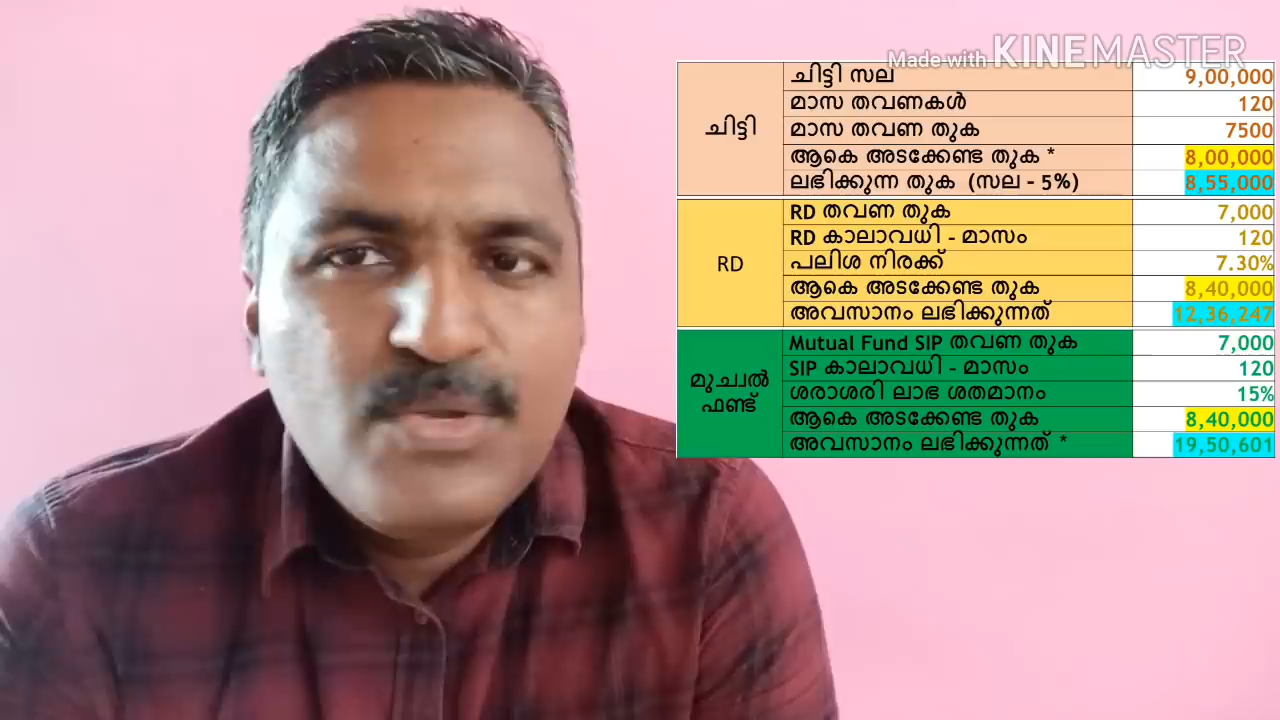 Made with KINEMASTER
ചിട്ടി
ചിട്ടി സല 9,00,000
മാസ തവണകൾ 120
മാസ തവണ തുക 7500
ആകെ അടക്കേണ്ട തുക * 8,00,000
ലഭിക്കുന്ന തുക (സല - 5%) 8,55,000
RD
RD തവണ തുക 7,000
RD കാലാവധി - മാസം 120
പലിശ നിരക്ക് 7.30%
ആകെ അടക്കേണ്ട തുക 8,40,000
അവസാനം ലഭിക്കുന്നത് 12,36,247
മുച്വൽ
ഫണ്ട്
Mutual Fund SIP തവണ തുക 7,000
SIP കാലാവധി - മാസം 120
ശരാശരി ലാഭ ശതമാനം 15%
ആകെ അടക്കേണ്ട തുക 8,40,000
അവസാനം ലഭിക്കുന്നത് * 19,50,601